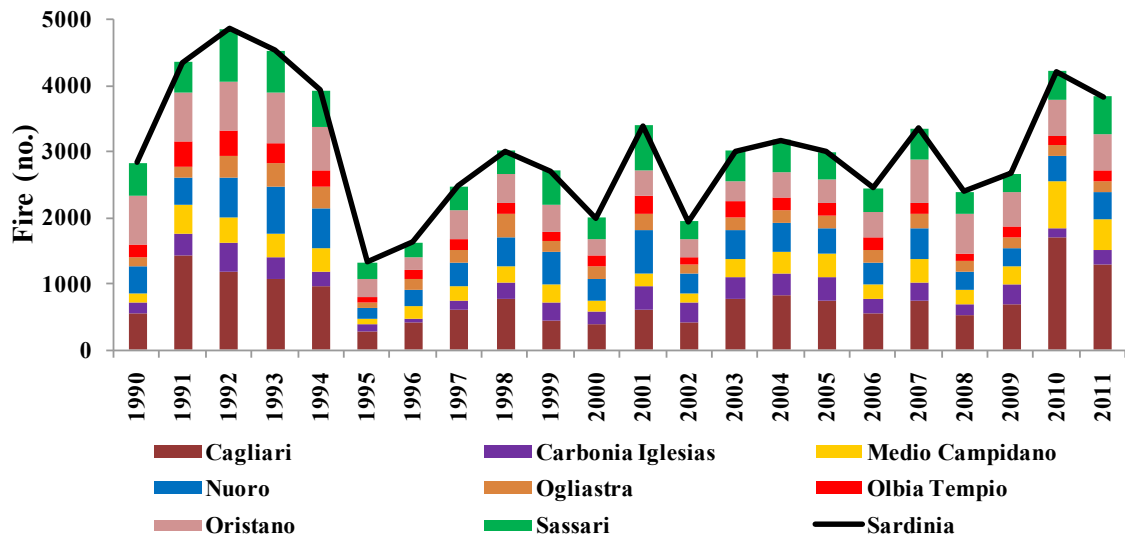 Fire (no.)
5000
4000
3000
2000
1000
0
1990 1991 1992 1993 1994 1995 1996 1997 1998 1999 2000 2001 2002 2003 2004 2005 2006 2007 2008 2009 2010 2011
Cagliari Carbonia Iglesias Medio Campidano
Nuoro Ogliastra Olbia Tempio
Oristano Sassari Sardinia